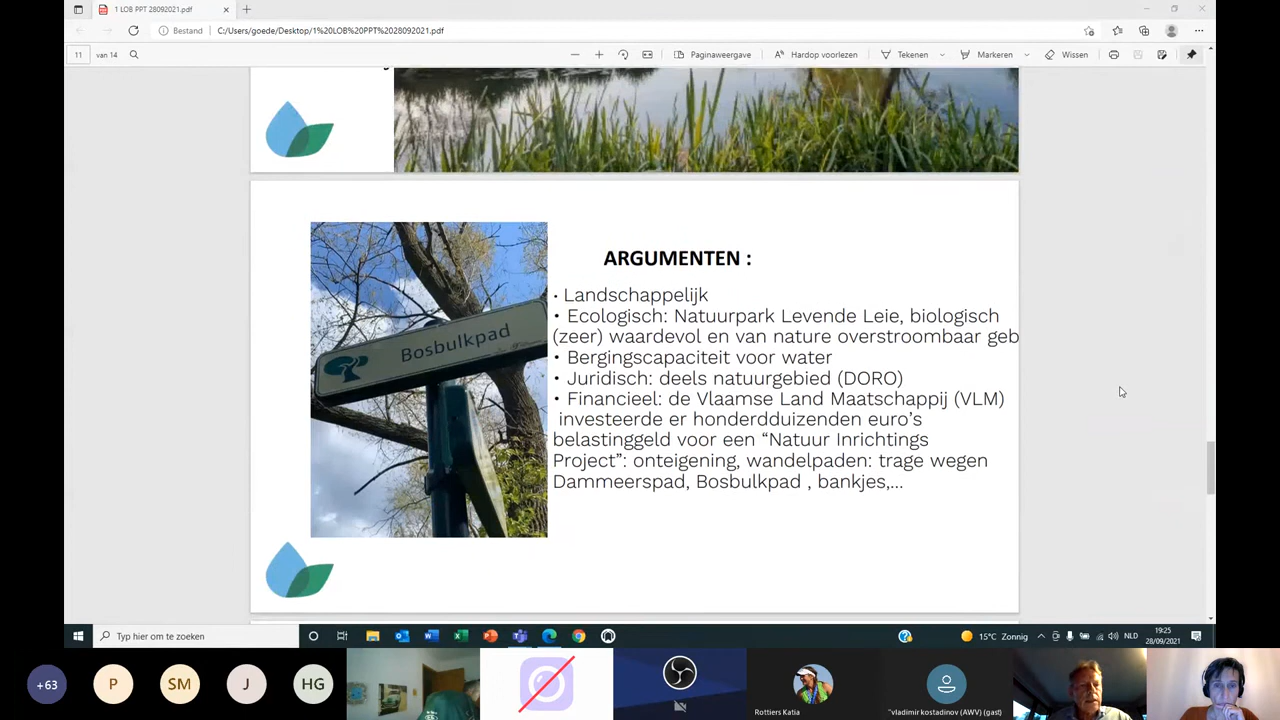 1 LOB PPT 28092021.pdf
Bestand
C:/Users/goede/Desktop/1%20LOB%20PPT%2028092021.pdf
11 van 14
Paginaweergave
Hardop voorlezen
Tekenen
Markeren
Wissen
Bosbulkpad
ARGUMENTEN :
• Landschappelijk
• Ecologisch: Natuurpark Levende Leie, biologisch
(zeer) waardevol en van nature overstroombaar geb
• Bergingscapaciteit voor water
• Juridisch: deels natuurgebied (DORO)
• Financieel: de Vlaamse Land Maatschappij (VLM)
investeerde er honderdduizenden euro’s
belastinggeld voor een “Natuur Inrichtings
Project”: onteigening, wandelpaden: trage wegen
Dammeerspad, Bosbulkpad , bankjes,...
Typ hier om te zoeken
15°C Zonnig
NLD
19:25
28/09/2021
+63
P
SM
J
HG
Rottiers Katia
"vladimir kostadinov (AWV) (gast)